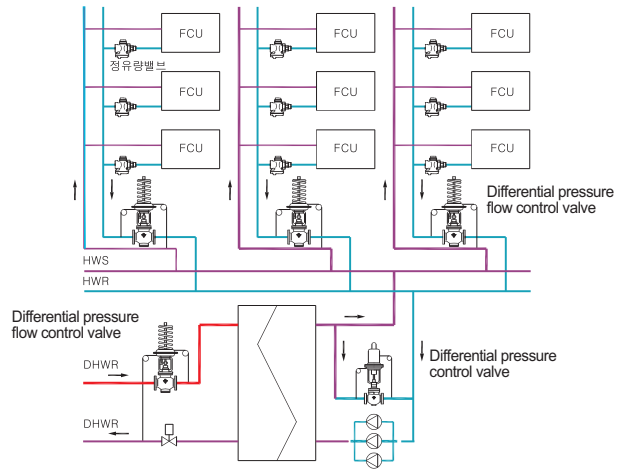 FCU
FCU
FCU
정유량밸브
FCU
FCU
FCU
FCU
FCU
FCU
Differential pressure
flow control valve
HWS
HWR
Differential pressure
flow control valve
DHWR
Differential pressure
control valve
DHWR